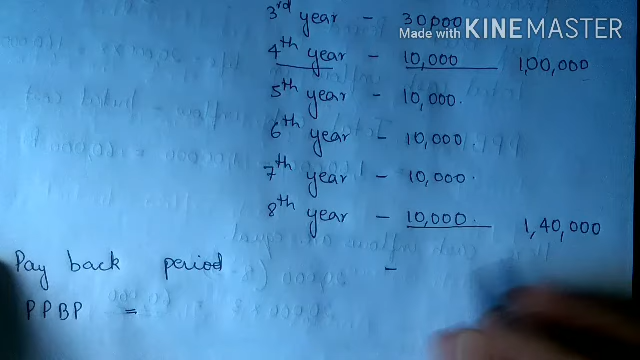 3rd year - 30,000
Made with KINEMASTER
4th year - 10,000 1,00,000
5th year - 10,000.
6th year - 10,000.
7th year - 10,000.
8th year - 10,000. 1,40,000
Pay back period -
PPBP =